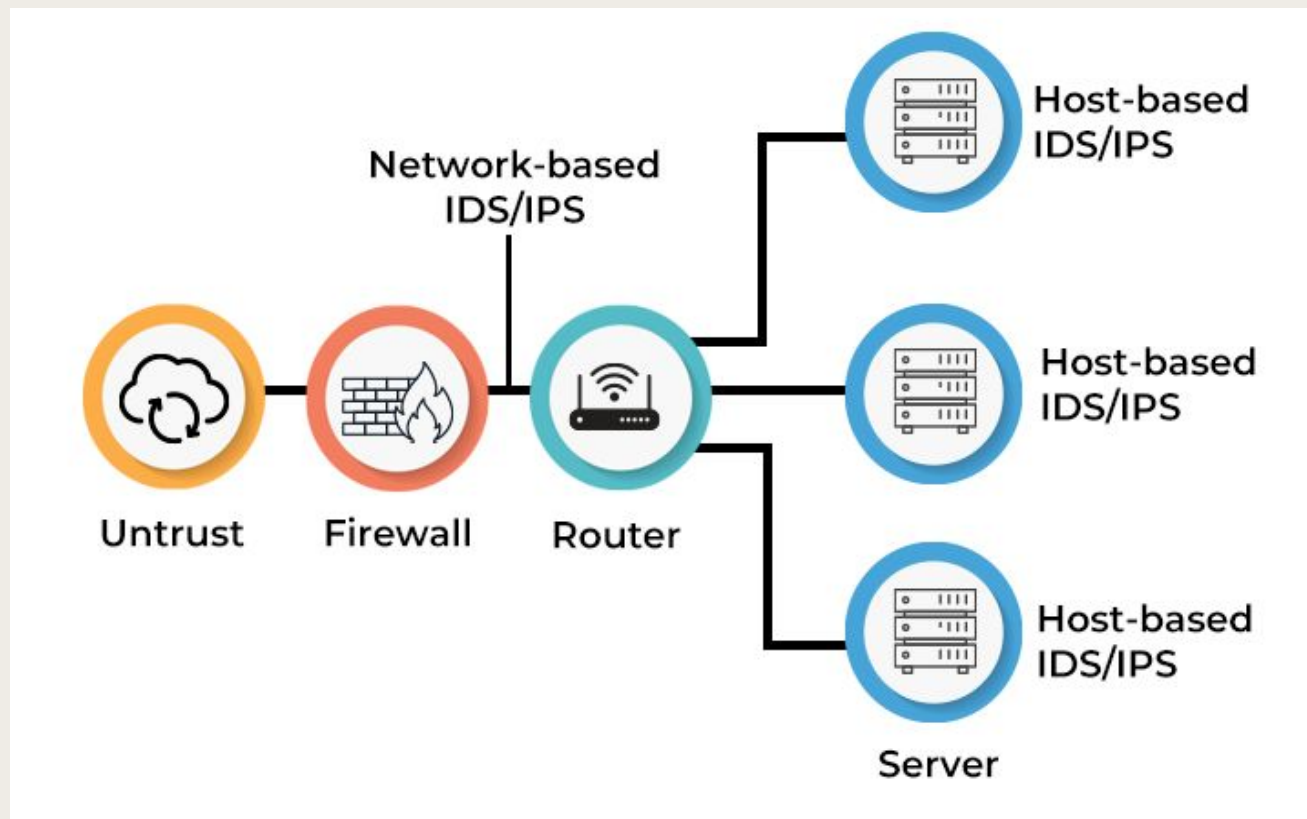 Network-based
IDS/IPS
Untrust
Firewall
Router
Host-based
IDS/IPS
Host-based
IDS/IPS
Host-based
IDS/IPS
Server